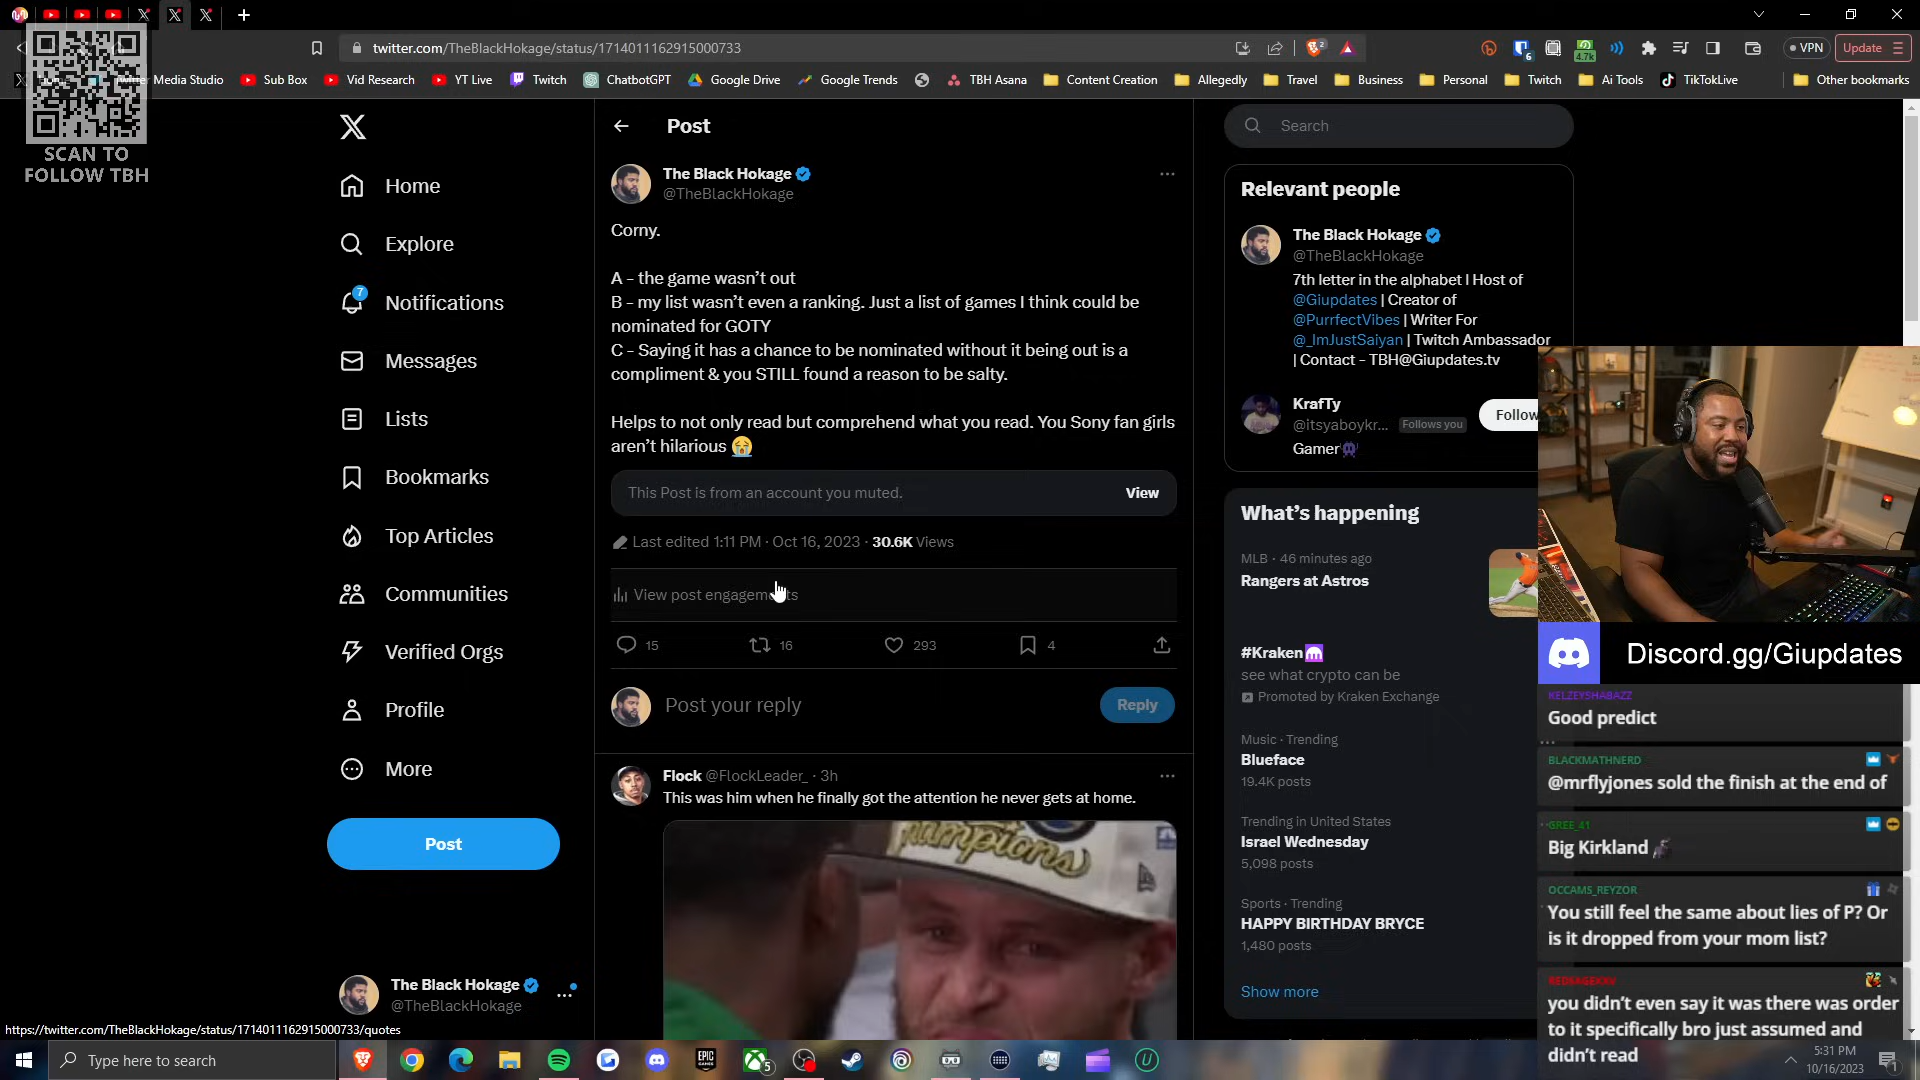 twitter.com/TheBlackHokage/status/1714011162915000733
2
6
4.7k
VPN
Update
Media Studio
Sub Box
Vid Research
YT Live
Twitch
ChatbotGPT
Google Drive
Google Trends
TBH Asana
Content Creation
Allegedly
Travel
Business
Personal
Twitch
Ai Tools
TikTokLive
Other bookmarks
SCAN TO
FOLLOW TBH
Home
Explore
7
Notifications
Messages
Lists
Bookmarks
Top Articles
Communities
Verified Orgs
Profile
More
Post
The Black Hokage
@TheBlackHokage
https://twitter.com/TheBlackHokage/status/1714011162915000733/quotes
Post
The Black Hokage
@TheBlackHokage
Corny.
A - the game wasn't out
B - my list wasn't even a ranking. Just a list of games I think could be
nominated for GOTY
C - Saying it has a chance to be nominated without it being out is a
compliment & you STILL found a reason to be salty.
Helps to not only read but comprehend what you read. You Sony fan girls
aren't hilarious 😭
This Post is from an account you muted.
View
Last edited 1:11 PM · Oct 16, 2023 · 30.6K Views
View post engagements
15
16
293
4
Post your reply
Reply
Flock @FlockLeader_ · 3h
This was him when he finally got the attention he never gets at home.
Search
Relevant people
The Black Hokage
@TheBlackHokage
7th letter in the alphabet l Host of
@Giupdates | Creator of
@PurrfectVibes | Writer For
@_ImJustSaiyan | Twitch Ambassador
| Contact - TBH@Giupdates.tv
KrafTy
@itsyaboykr... Follows you
Gamer👾
Follow
What's happening
MLB · 46 minutes ago
Rangers at Astros
#Kraken
see what crypto can be
Promoted by Kraken Exchange
Music · Trending
Blueface
19.4K posts
Trending in United States
Israel Wednesday
5,098 posts
Sports · Trending
HAPPY BIRTHDAY BRYCE
1,480 posts
Show more
Discord.gg/Giupdates
KELZEYSHABAZZ
Good predict
BLACKMATHNERD
@mrflyjones sold the finish at the end of
GREE_41
Big Kirkland
OCCAMS_REYZOR
You still feel the same about lies of P? Or
is it dropped from your mom list?
you didn't even say it was there was order
to it specifically bro just assumed and
didn't read
Type here to search
EPIC
GAMES
5
5:31 PM
10/16/2023
1